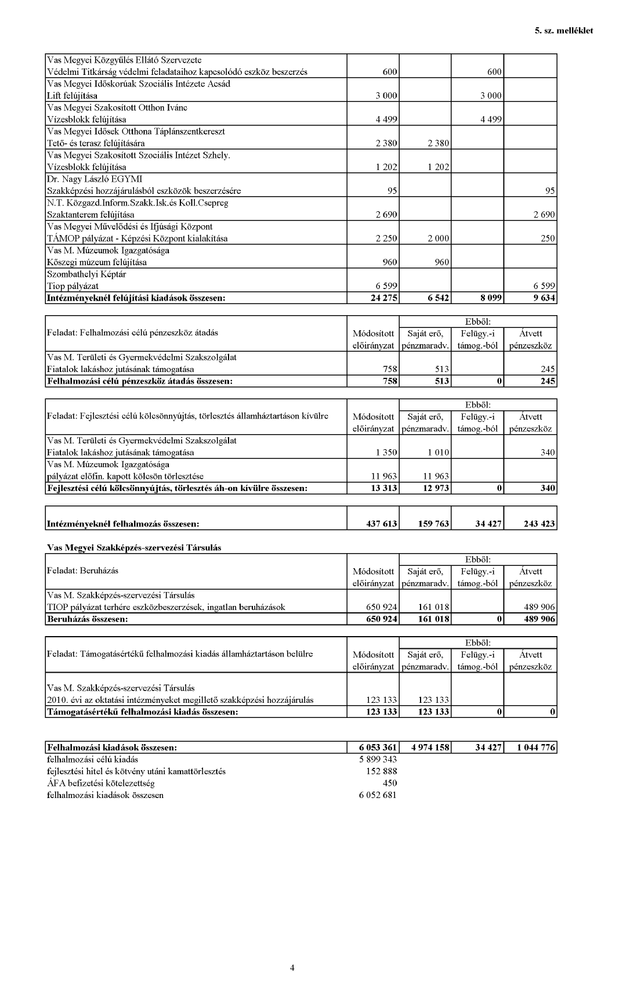 5. sz. melléklet
Vas Megyei Közgyűlés Ellátó Szervezete
Védelmi Titkárság védelmi feladataihoz kapcsolódó eszköz beszerzés 600 600
Vas Megyei Időskorúak Szociális Intézete Acsád
Lift felújítása 3 000 3 000
Vas Megyei Szakosított Otthon Ivánc
Vízesblokk felújítása 4 499 4 499
Vas Megyei Idősek Otthona Táplánszentkereszt
Tető- és terasz felújítására 2 380 2 380
Vas Megyei Szakosított Szociális Intézet Szhely.
Vízesblokk felújítása 1 202 1 202
Dr. Nagy László EGYMI
Szakképzési hozzájárulásból eszközök beszerzésére 95 95
N.T. Közgazd.Inform.Szakk.Isk.és Koll.Csepreg
Szaktanterem felújítása 2 690 2 690
Vas Megyei Művelődési és Ifjúsági Központ
TÁMOP pályázat - Képzési Központ kialakítása 2 250 2 000 250
Vas M. Múzeumok Igazgatósága
Kőszegi múzeum felújítása 960 960
Szombathelyi Képtár
Tiop pályázat 6 599 6 599
Intézményeknél felújítási kiadások összesen: 24 275 6 542 8 099 9 634
Ebből:
Feladat: Felhalmozási célú pénzeszköz átadás Módosított Saját erő, Felügy.-i Átvett
előirányzat pénzmaradv. támog.-ból pénzeszköz
Vas M. Területi és Gyermekvédelmi Szakszolgálat
Fiatalok lakáshoz jutásának támogatása 758 513 245
Felhalmozási célú pénzeszköz átadás összesen: 758 513 0 245
Ebből:
Feladat: Fejlesztési célú kölcsönnyújtás, törlesztés államháztartáson kívülre Módosított Saját erő, Felügy.-i Átvett
előirányzat pénzmaradv. támog.-ból pénzeszköz
Vas M. Területi és Gyermekvédelmi Szakszolgálat
Fiatalok lakáshoz jutásának támogatása 1 350 1 010 340
Vas M. Múzeumok Igazgatósága
pályázat előfin. kapott kölcsön törlesztése 11 963 11 963
Fejlesztési célú kölcsönnyújtás, törlesztés áh-on kívülre összesen: 13 313 12 973 0 340
Intézményeknél felhalmozás összesen: 437 613 159 763 34 427 243 423
Vas Megyei Szakképzés-szervezési Társulás
Ebből:
Feladat: Beruházás Módosított Saját erő, Felügy.-i Átvett
előirányzat pénzmaradv. támog.-ból pénzeszköz
Vas M. Szakképzés-szervezési Társulás
TIOP pályázat terhére eszközbeszerzések, ingatlan beruházások 650 924 161 018 489 906
Beruházás összesen: 650 924 161 018 0 489 906
Ebből:
Feladat: Támogatásértékű felhalmozási kiadás államháztartáson belülre Módosított Saját erő, Felügy.-i Átvett
előirányzat pénzmaradv. támog.-ból pénzeszköz
Vas M. Szakképzés-szervezési Társulás
2010. évi az oktatási intézményeket megillető szakképzési hozzájárulás 123 133 123 133
Támogatásértékű felhalmozási kiadás összesen: 123 133 123 133 0 0
Felhalmozási kiadások összesen: 6 053 361 4 974 158 34 427 1 044 776
felhalmozási célú kiadás 5 899 343
fejlesztési hitel és kötvény utáni kamattörlesztés 152 888
ÁFA befizetési kötelezettség 450
felhalmozási kiadások összesen 6 052 681
4